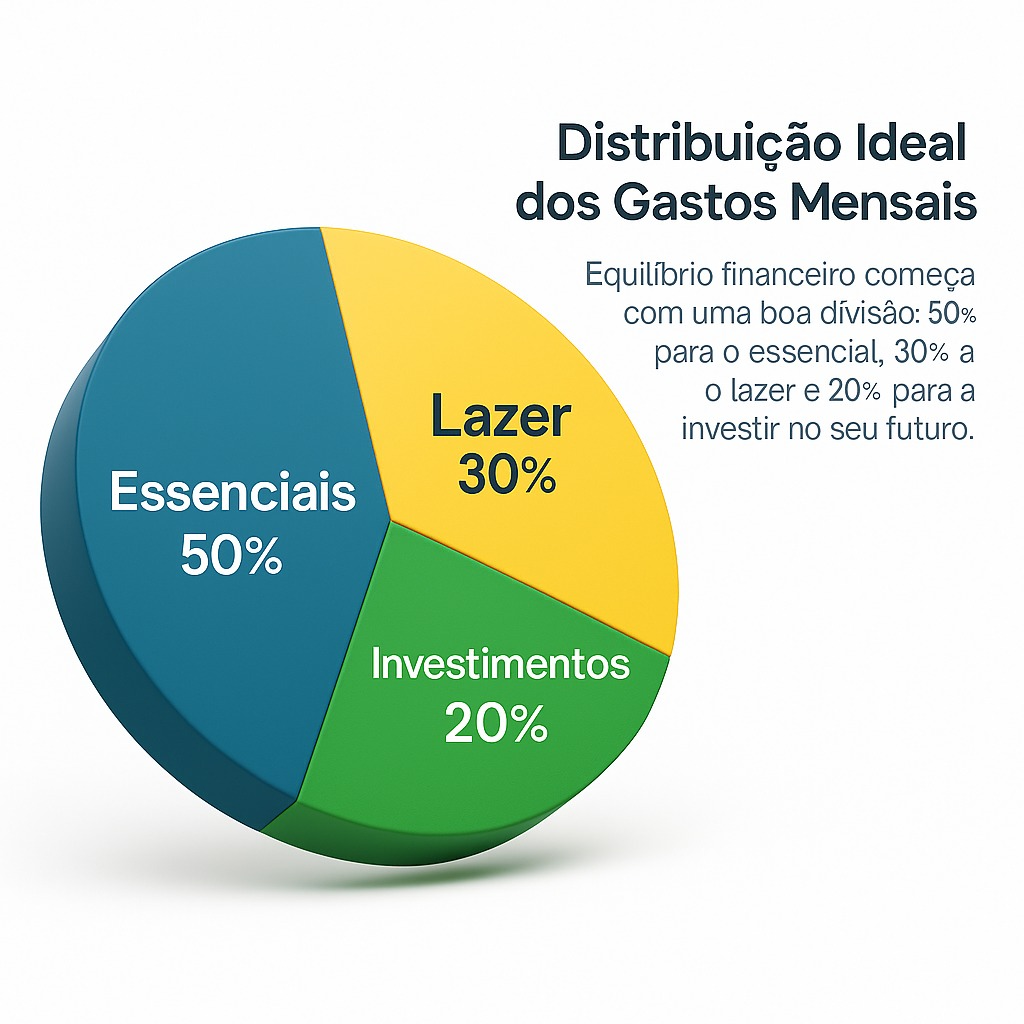 Distribuição Ideal
dos Gastos Mensais
Equilíbrio financeiro começa
com uma boa dívisâo: 50%
para o essencial, 30% a
o lazer e 20% para a
investir no seu futuro.
Lazer
30%
Essenciais
50%
Investimentos
20%